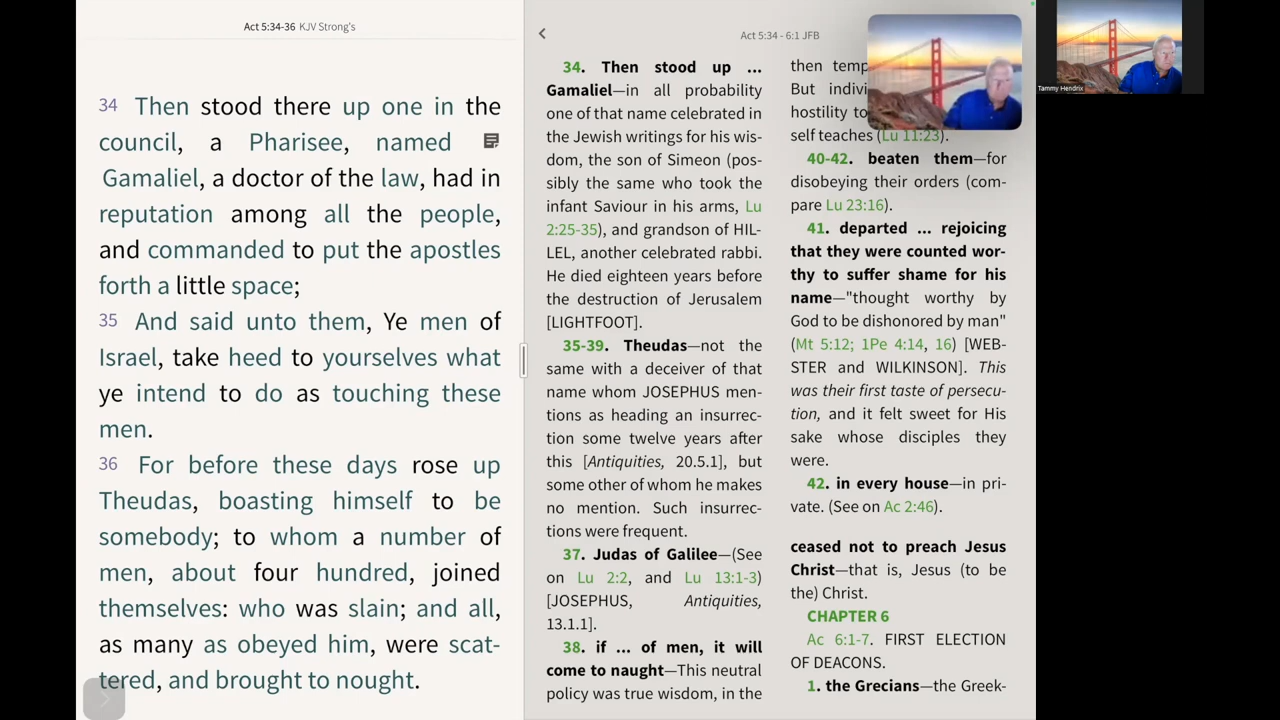 Act 5:34-36 KJV Strong's
34 Then stood there up one in the
council, a Pharisee, named
Gamaliel, a doctor of the law, had in
reputation among all the people,
and commanded to put the apostles
forth a little space;
35 And said unto them, Ye men of
Israel, take heed to yourselves what
ye intend to do as touching these
men.
36 For before these days rose up
Theudas, boasting himself to be
somebody; to whom a number of
men, about four hundred, joined
themselves: who was slain; and all,
as many as obeyed him, were scat-
tered, and brought to nought.
Act 5:34 - 6:1 JFB
34. Then stood up ...
Gamaliel—in all probability
one of that name celebrated in
the Jewish writings for his wis-
dom, the son of Simeon (pos-
sibly the same who took the
infant Saviour in his arms, Lu
2:25-35), and grandson of HIL-
LEL, another celebrated rabbi.
He died eighteen years before
the destruction of Jerusalem
[LIGHTFOOT].
35-39. Theudas—not the
same with a deceiver of that
name whom JOSEPHUS men-
tions as heading an insurrec-
tion some twelve years after
this [Antiquities, 20.5.1], but
some other of whom he makes
no mention. Such insurrec-
tions were frequent.
37. Judas of Galilee—(See
on Lu 2:2, and Lu 13:1-3)
[JOSEPHUS, Antiquities,
13.1.1].
38. if ... of men, it will
come to naught—This neutral
policy was true wisdom, in the
then temp
But indivi
hostility to
self teaches (Lu 11:23).
40-42. beaten them—for
disobeying their orders (com-
pare Lu 23:16).
41. departed ... rejoicing
that they were counted wor-
thy to suffer shame for his
name—"thought worthy by
God to be dishonored by man"
(Mt 5:12; 1Pe 4:14, 16) [WEB-
STER and WILKINSON]. This
was their first taste of persecu-
tion, and it felt sweet for His
sake whose disciples they
were.
42. in every house—in pri-
vate. (See on Ac 2:46).
ceased not to preach Jesus
Christ—that is, Jesus (to be
the) Christ.
CHAPTER 6
Ac 6:1-7. FIRST ELECTION
OF DEACONS.
1. the Grecians—the Greek-
Tammy Hendrix